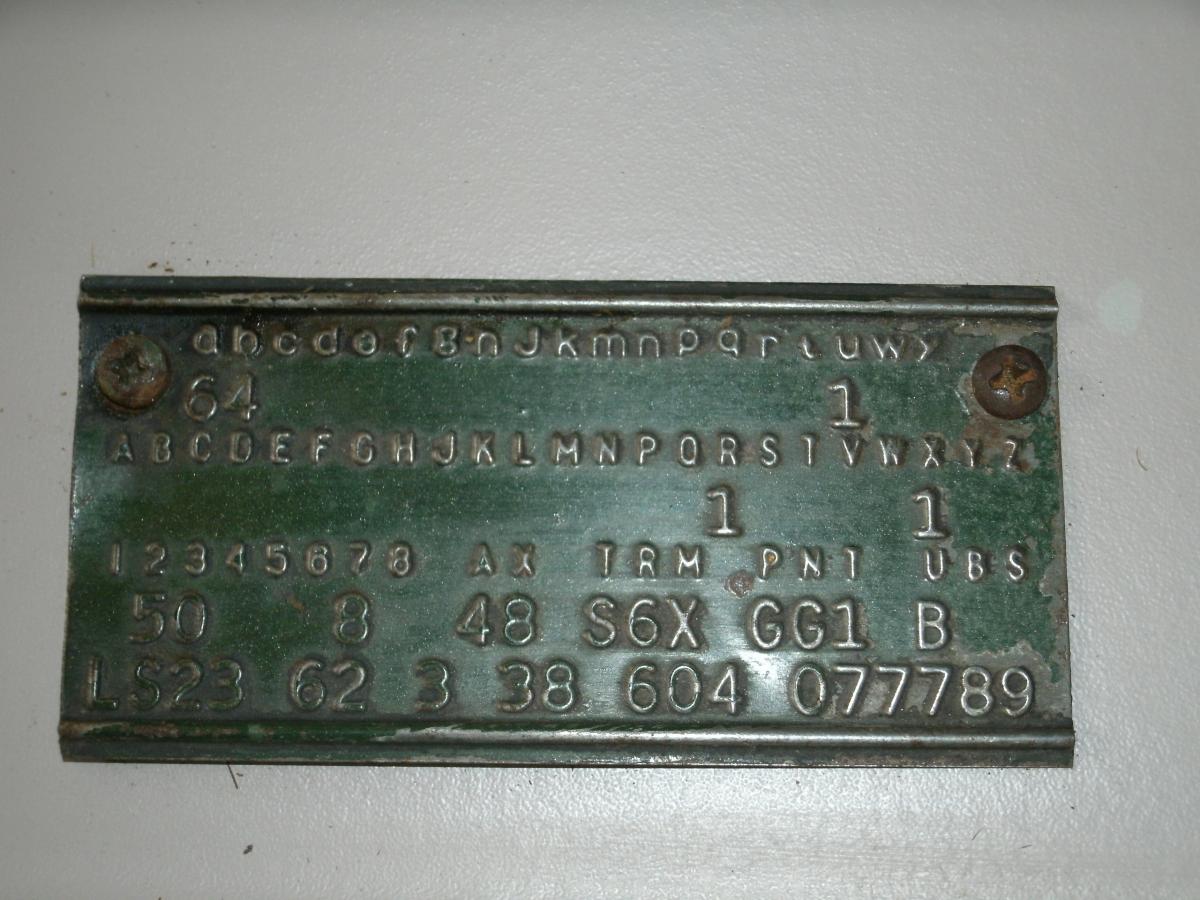 abcdefghjkmnpqrtuwy
64 1
ABCDEFGHJKLMNPQRSTVWXYZ
1 1
12345678 AX TRM PNT UBS
50 8 48 S6X GG1 B
LS23 62 3 38 604 077789